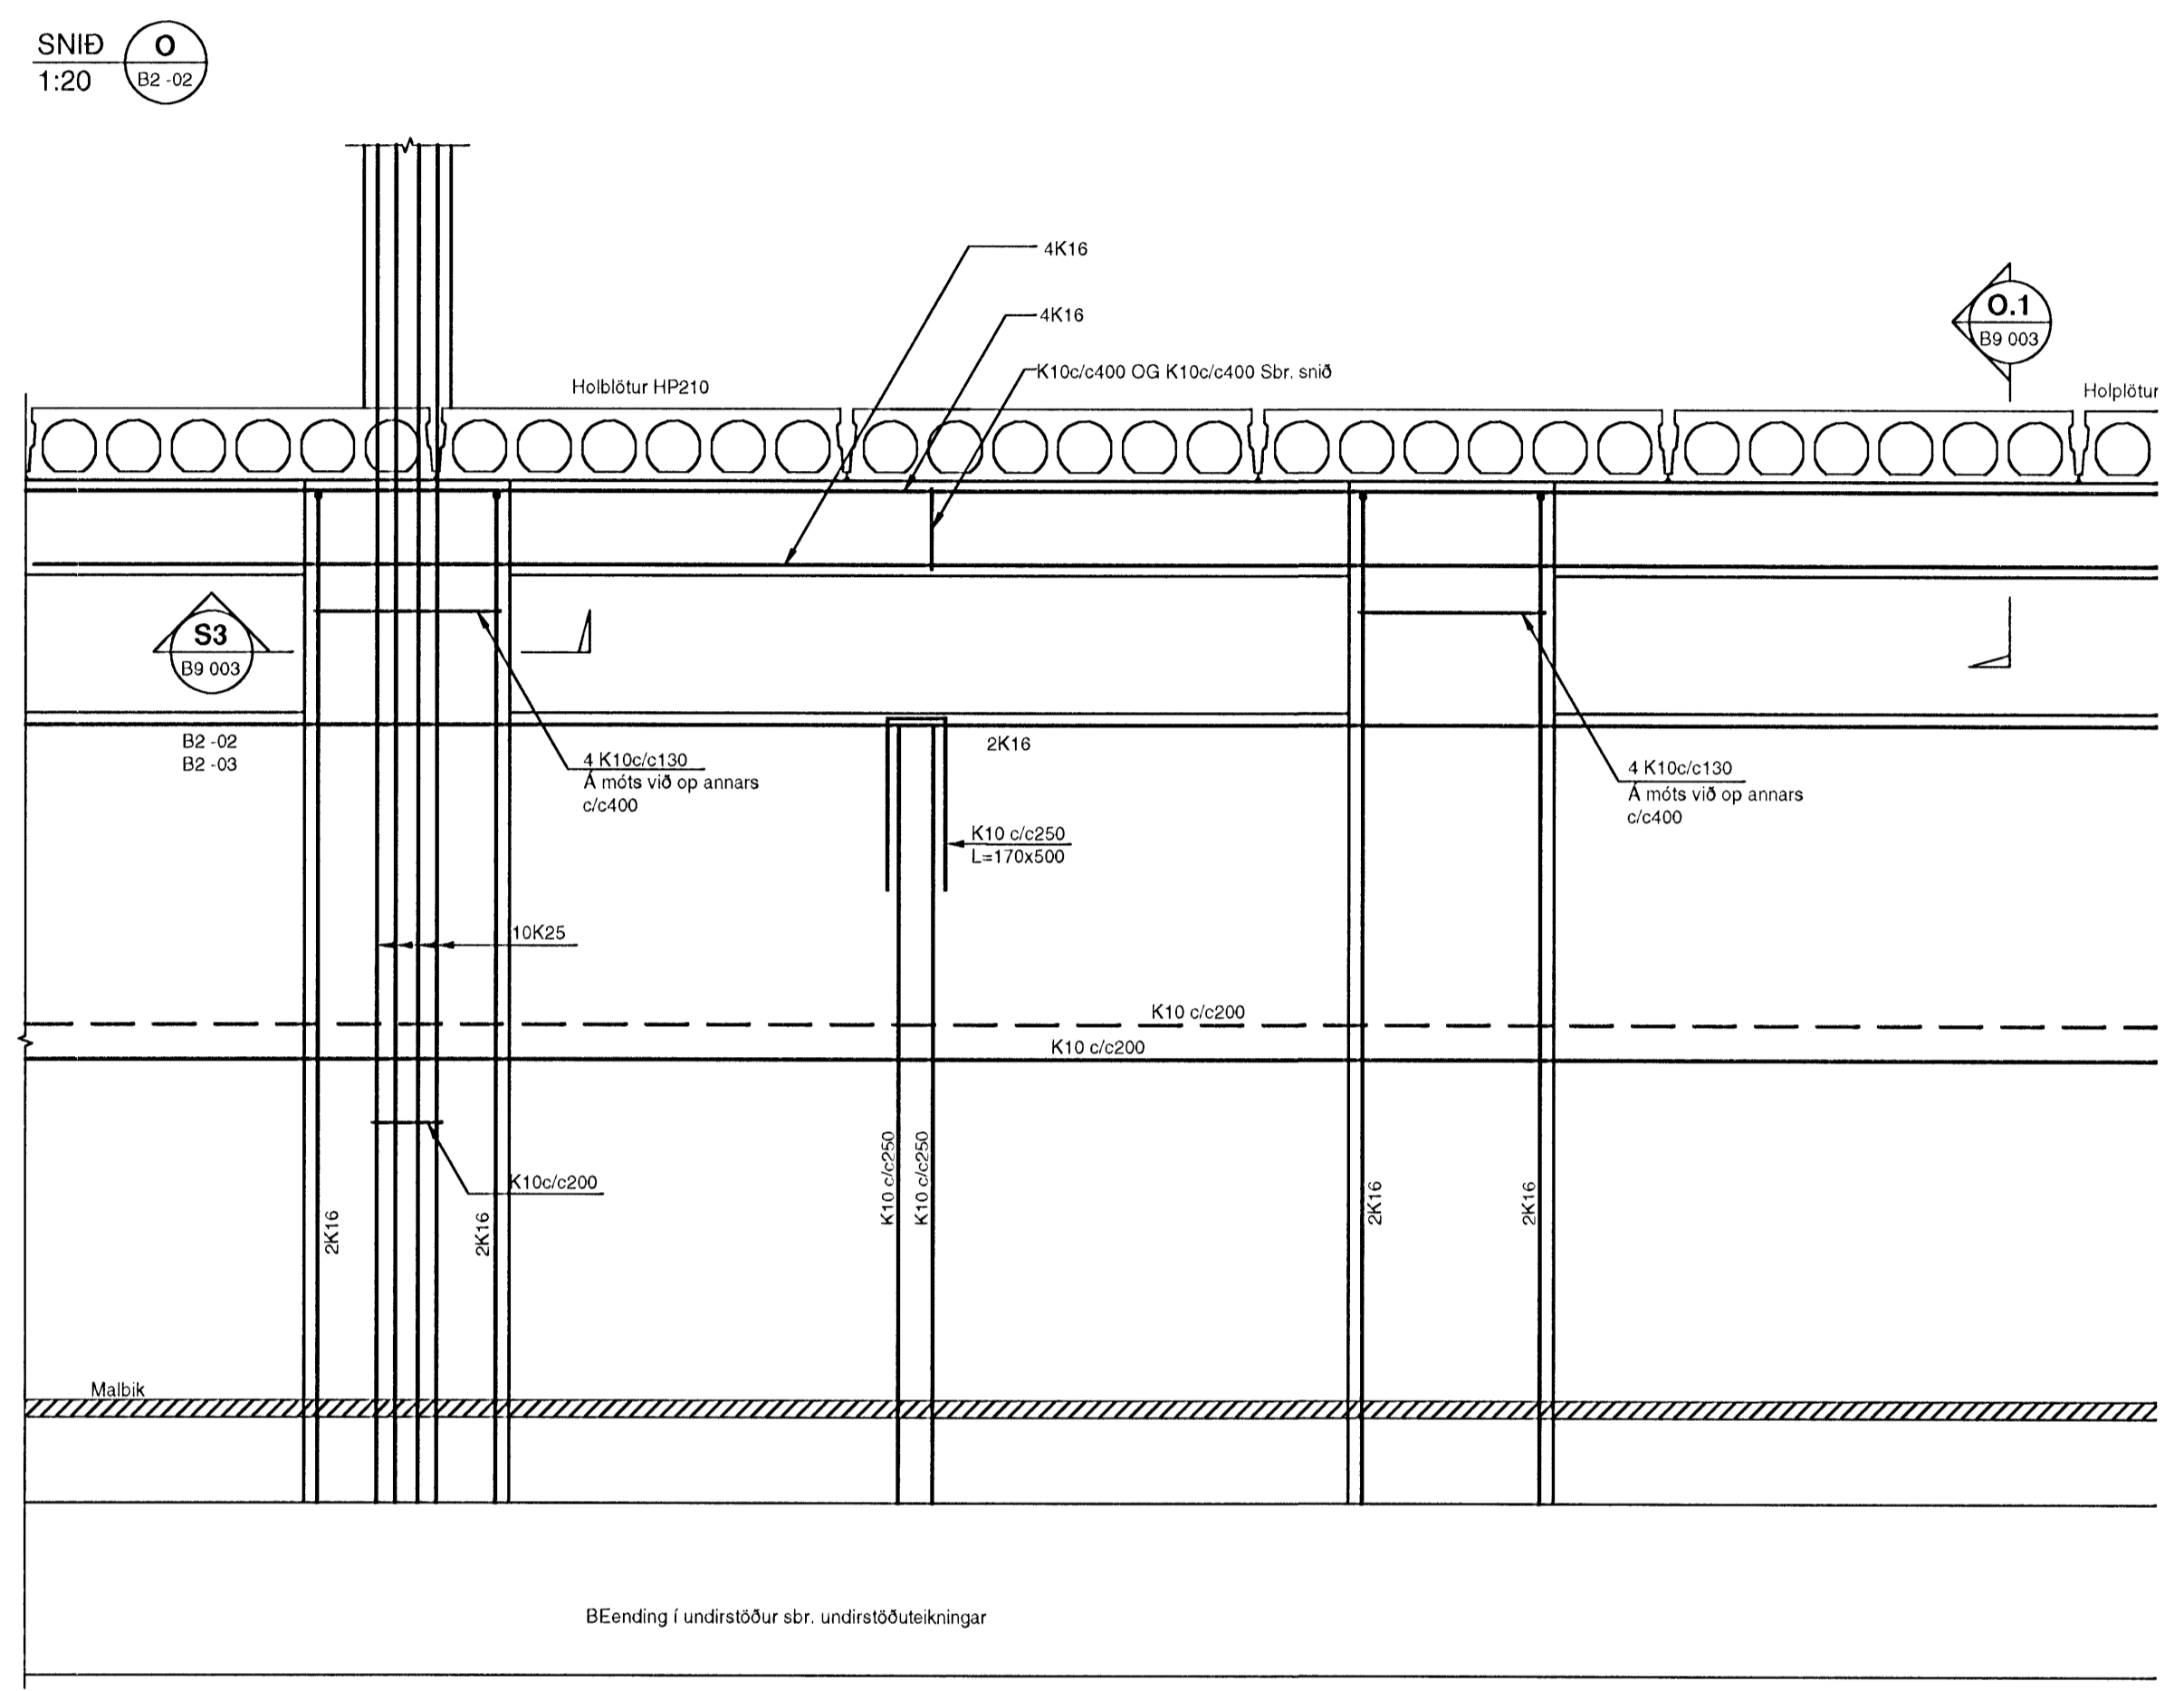 SNIÐ
1:20
O
B2 -02
4K16
4K16
K10c/c400 OG K10c/c400 Sbr. snið
O.1
B9 003
Holblötur HP210
Holplötur
S3
B9 003
B2 -02
B2 -03
4 K10c/c130
Á móts við op annars
c/c400
2K16
4 K10c/c130
Á móts við op annars
c/c400
K10 c/c250
L=170x500
10K25
K10 c/c200
K10 c/c200
K10c/c200
2K16
2K16
K10 c/c250
K10 c/c250
2K16
2K16
Malbik
BEending í undirstöður sbr. undirstöðuteikningar